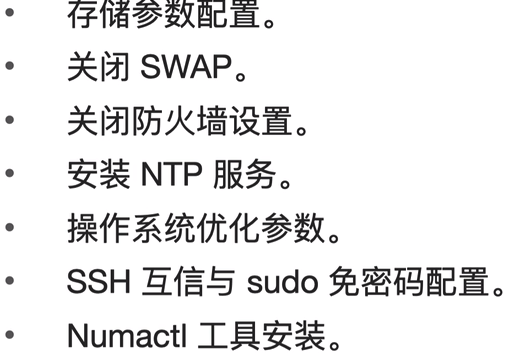 • 存储参数配置。
• 关闭 SWAP。
• 关闭防火墙设置。
• 安装 NTP 服务。
• 操作系统优化参数。
• SSH 互信与 sudo 免密码配置。
• Numactl 工具安装。